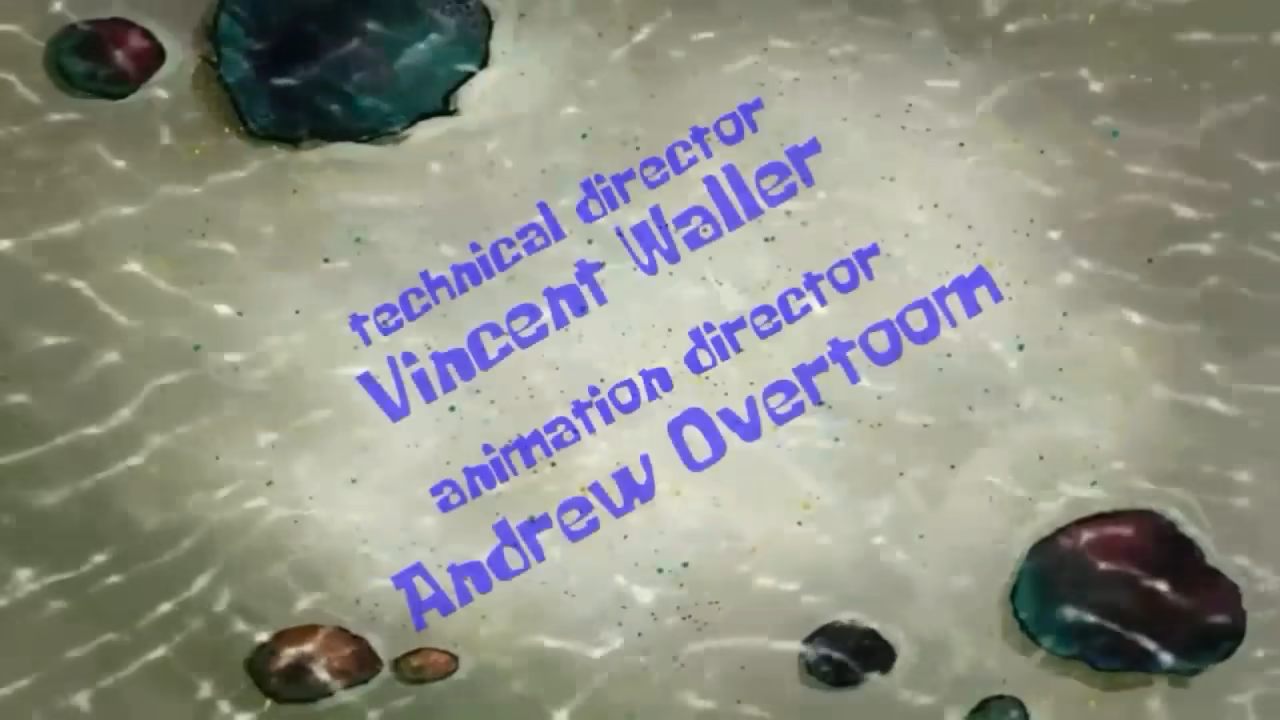 technical director
Vincent Waller
animation director
Andrew Overtoom